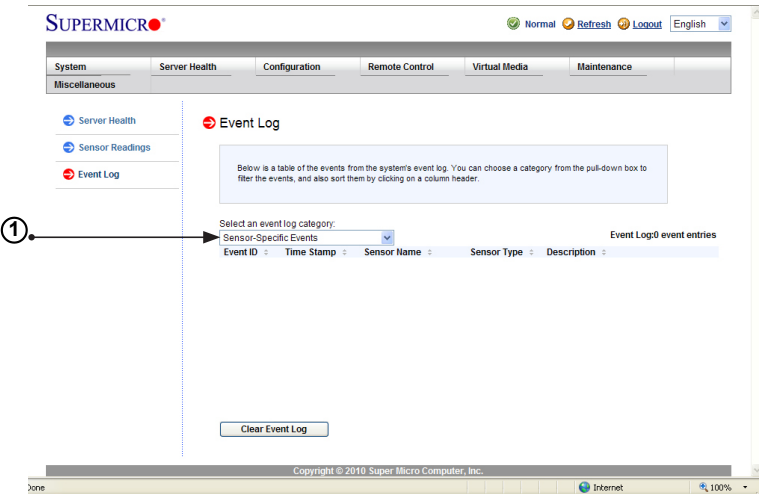 SUPERMICR
Normal Refresh Logout English
System Server Health Configuration Remote Control Virtual Media Maintenance
Miscellaneous
Server Health
Sensor Readings
Event Log
Event Log
Below is a table of the events from the system's event log. You can choose a category from the pull-down box to
filter the events, and also sort them by clicking on a column header.
1
Select an event log category:
Sensor-Specific Events
Event Log:0 event entries
Event ID Time Stamp Sensor Name Sensor Type Description
Clear Event Log
Copyright © 2010 Super Micro Computer, Inc.
Done Internet 100%